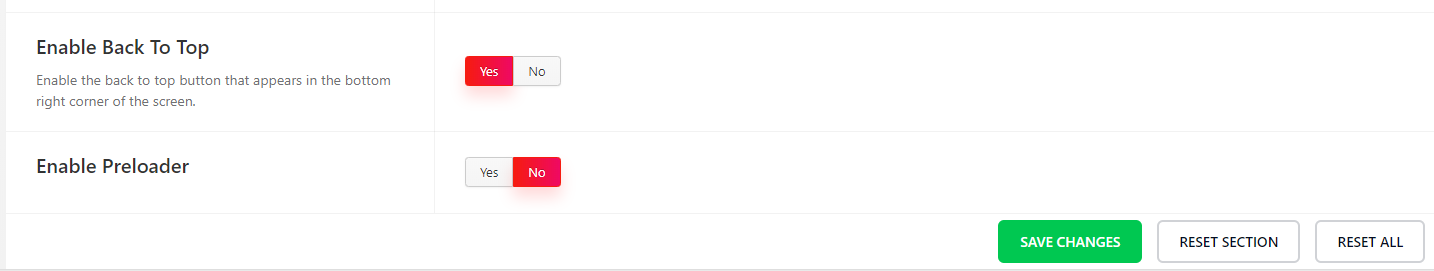 Enable Back To Top
Enable the back to top button that appears in the bottom
right corner of the screen.
Yes No
Enable Preloader
Yes No
SAVE CHANGES RESET SECTION RESET ALL